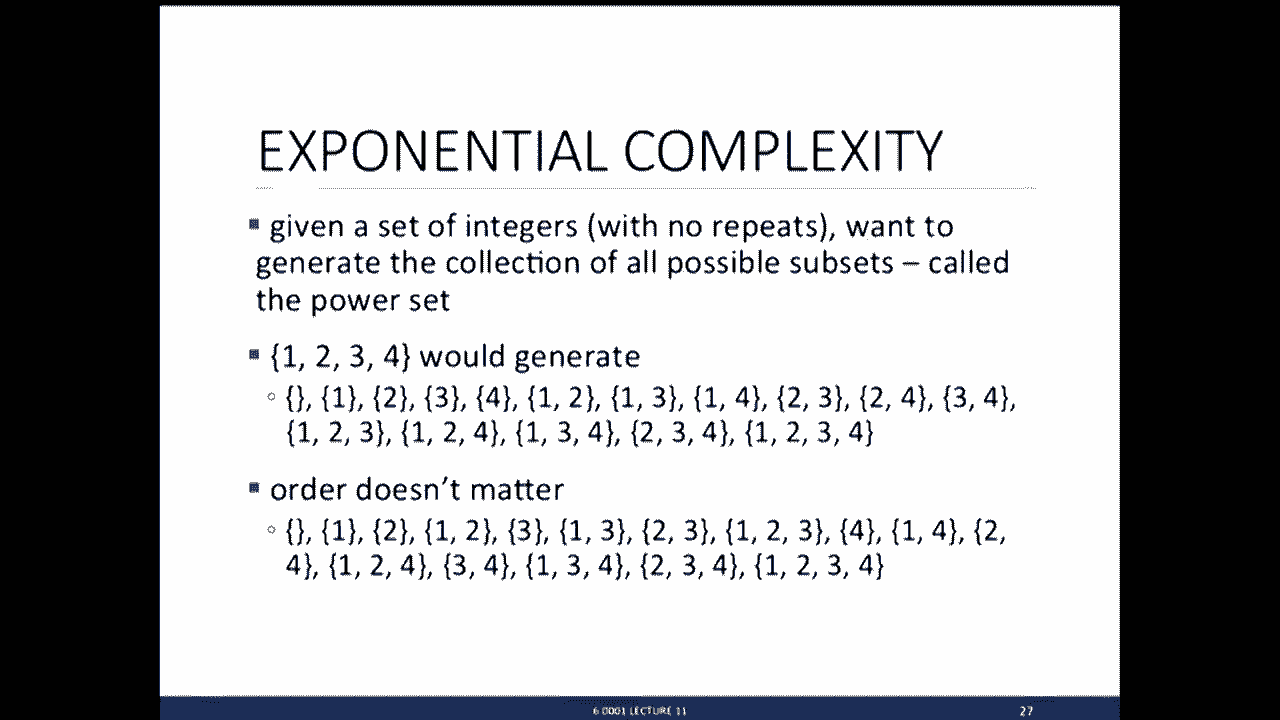 EXPONENTIAL COMPLEXITY
▪ given a set of integers (with no repeats), want to
generate the collection of all possible subsets – called
the power set
▪ {1, 2, 3, 4} would generate
◦ {}, {1}, {2}, {3}, {4}, {1, 2}, {1, 3}, {1, 4}, {2, 3}, {2, 4}, {3, 4},
{1, 2, 3}, {1, 2, 4}, {1, 3, 4}, {2, 3, 4}, {1, 2, 3, 4}
▪ order doesn’t matter
◦ {}, {1}, {2}, {1, 2}, {3}, {1, 3}, {2, 3}, {1, 2, 3}, {4}, {1, 4}, {2,
4}, {1, 2, 4}, {3, 4}, {1, 3, 4}, {2, 3, 4}, {1, 2, 3, 4}
6 0001 LECTURE 11
27